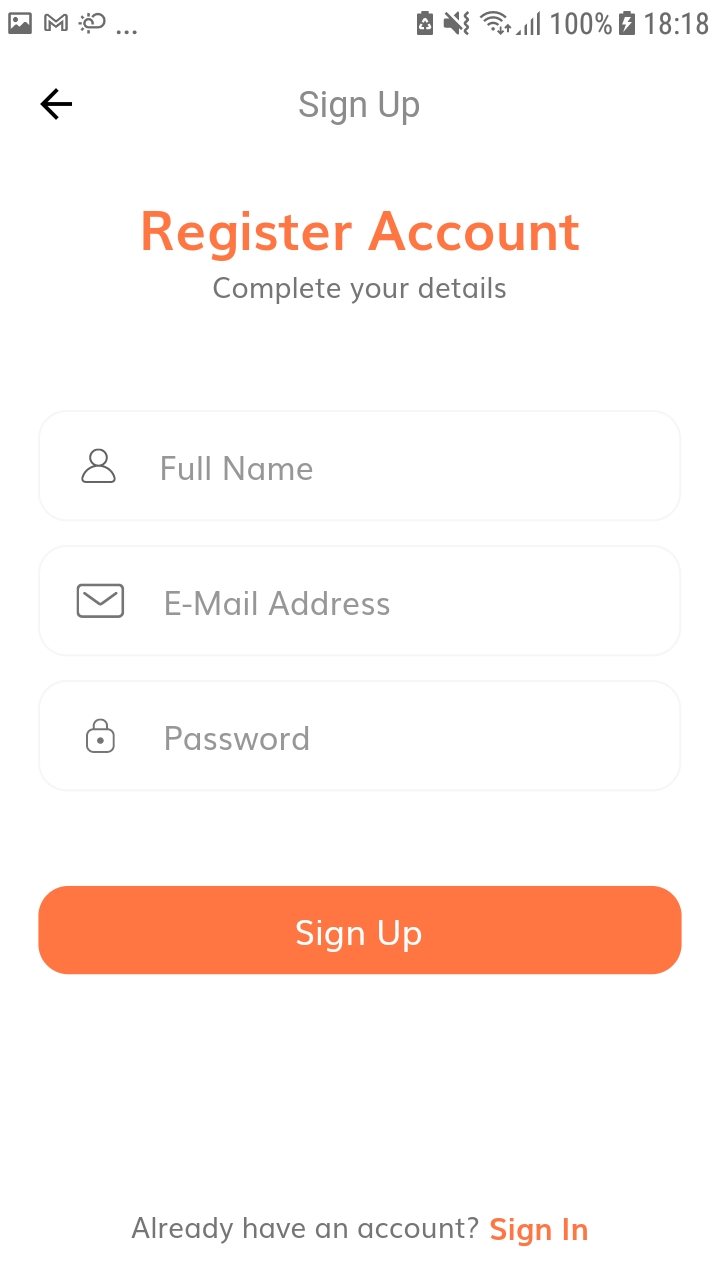 ... 100% 18:18
Sign Up
Register Account
Complete your details
Full Name
E-Mail Address
Password
Sign Up
Already have an account? Sign In